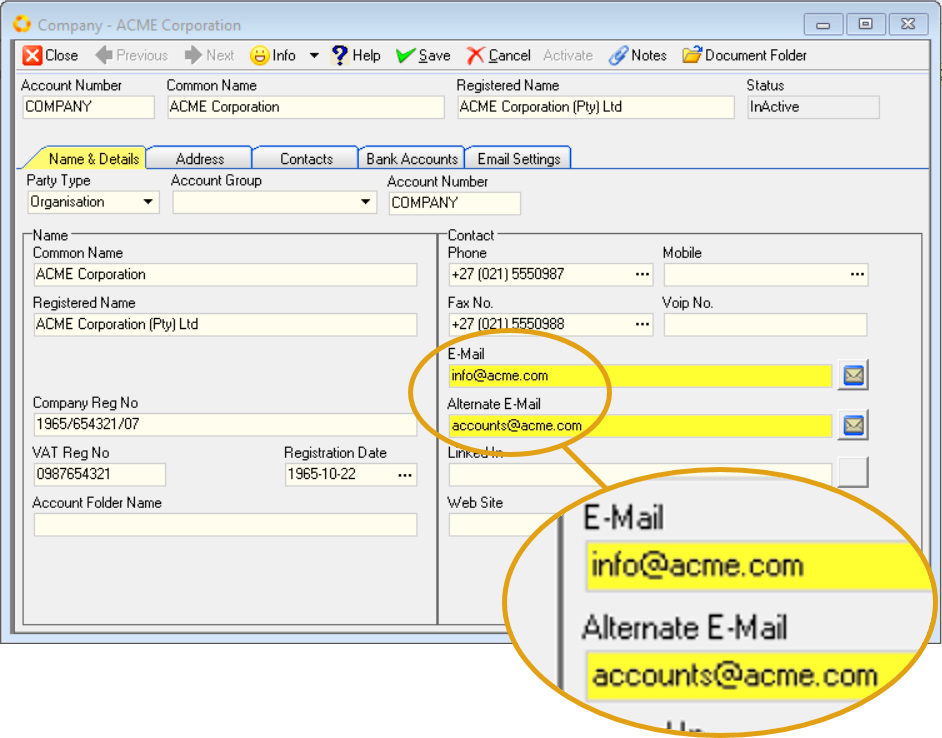 Company - ACME Corporation
Close Previous Next Info Help Save Cancel Activate Notes Document Folder
Account Number Common Name Registered Name Status
COMPANY ACME Corporation ACME Corporation (Pty) Ltd InActive
Name & Details Address Contacts Bank Accounts Email Settings
Party Type Account Group Account Number
Organisation COMPANY
Name
Common Name
ACME Corporation
Registered Name
ACME Corporation (Pty) Ltd
Company Reg No
1965/654321/07
VAT Reg No Registration Date
0987654321 1965-10-22 ...
Account Folder Name
Contact
Phone Mobile
+27 (021) 5550987 ... ...
Fax No. Voip No.
+27 (021) 5550988 ...
E-Mail
info@acme.com
Alternate E-Mail
accounts@acme.com
Linked In
Web Site
E-Mail
info@acme.com
Alternate E-Mail
accounts@acme.com